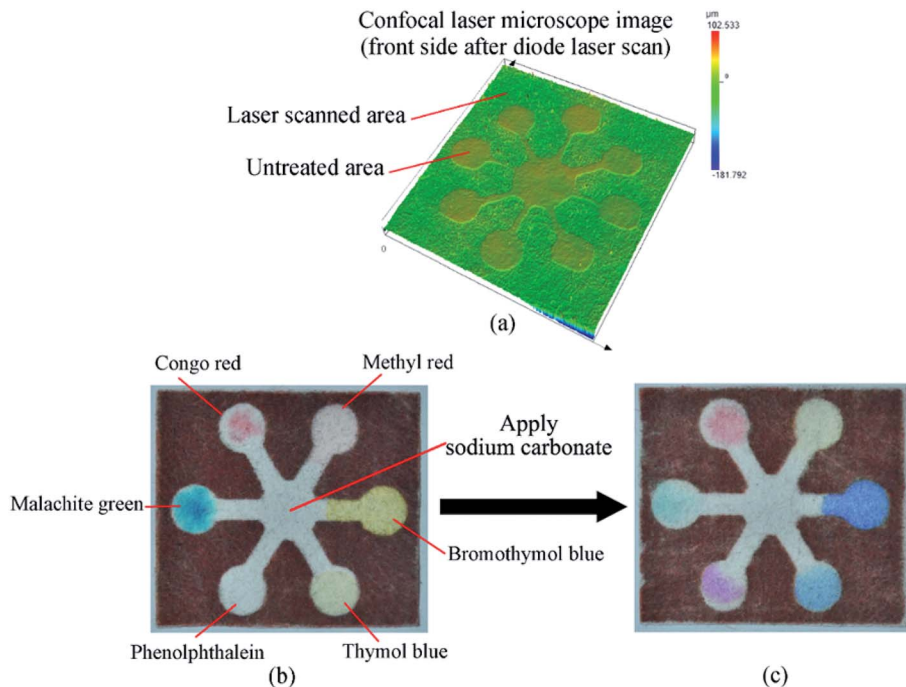 Confocal laser microscope image
(front side after diode laser scan)
μm
102.533
0
-181.792
Laser scanned area
Untreated area
0
(a)
Congo red
Methyl red
Apply
sodium carbonate
Malachite green
Bromothymol blue
Phenolphthalein
Thymol blue
(b)
(c)